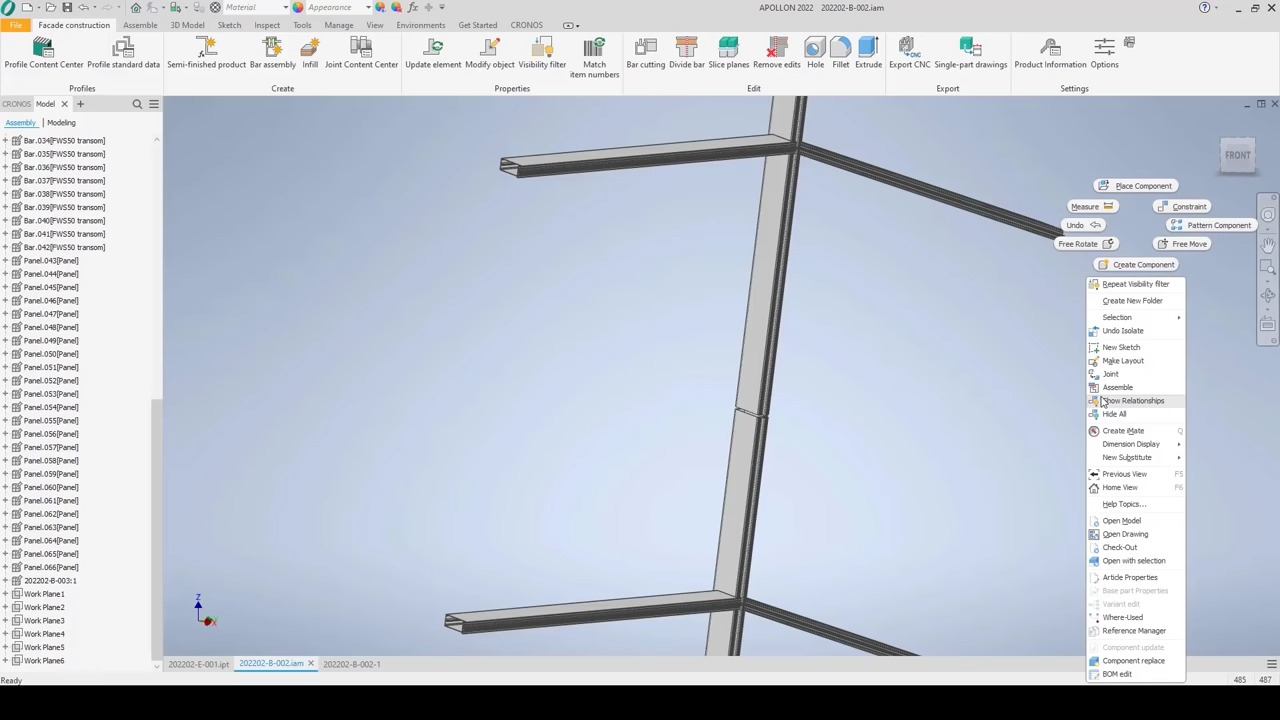 Material
Appearance
APOLLON 2022 202202-B-002.iam
File Facade construction Assemble 3D Model Sketch Inspect Tools Manage View Environments Get Started CRONOS
Profile Content Center
Profile standard data
Semi-finished product
Bar assembly
Infill
Joint Content Center
Update element
Modify object
Visibility filter
Match
item numbers
Bar cutting
Divide bar
Slice planes
Remove edits
Hole
Fillet
Extrude
Export CNC
Single-part drawings
Product Information
Options
Profiles
Create
Properties
Edit
Export
Settings
CRONOS Model
Assembly Modeling
Bar.034[FWS50 transom]
Bar.035[FWS50 transom]
Bar.036[FWS50 transom]
Bar.037[FWS50 transom]
Bar.038[FWS50 transom]
Bar.039[FWS50 transom]
Bar.040[FWS50 transom]
Bar.041[FWS50 transom]
Bar.042[FWS50 transom]
Panel.043[Panel]
Panel.044[Panel]
Panel.045[Panel]
Panel.046[Panel]
Panel.047[Panel]
Panel.048[Panel]
Panel.049[Panel]
Panel.050[Panel]
Panel.051[Panel]
Panel.052[Panel]
Panel.053[Panel]
Panel.054[Panel]
Panel.055[Panel]
Panel.056[Panel]
Panel.057[Panel]
Panel.058[Panel]
Panel.059[Panel]
Panel.060[Panel]
Panel.061[Panel]
Panel.062[Panel]
Panel.063[Panel]
Panel.064[Panel]
Panel.065[Panel]
Panel.066[Panel]
202202-B-003:1
Work Plane1
Work Plane2
Work Plane3
Work Plane4
Work Plane5
Work Plane6
FRONT
Place Component
Measure
Constraint
Undo
Pattern Component
Free Rotate
Free Move
Create Component
Repeat Visibility filter
Create New Folder
Selection
Undo Isolate
New Sketch
Make Layout
Joint
Assemble
Show Relationships
Hide All
Create iMate Q
Dimension Display
New Substitute
Previous View F5
Home View F6
Help Topics...
Open Model
Open Drawing
Check-Out
Open with selection
Article Properties
Base part Properties
Variant edit
Where-Used
Reference Manager
Component update
Component replace
BOM edit
Z
X
202202-E-001.ipt 202202-B-002.iam 202202-B-002-1
Ready
485 487